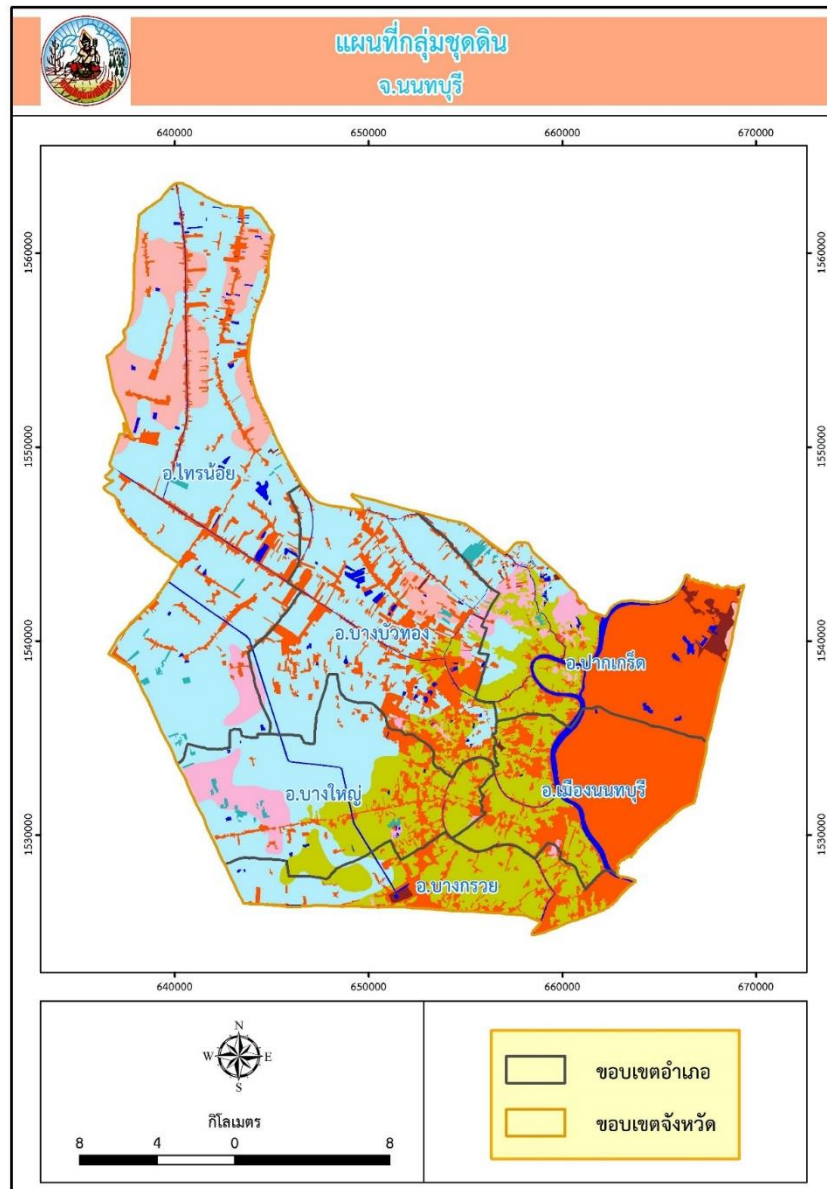 แผนที่กลุ่มชุดดิน
จ.นนทบุรี
640000 650000 660000 670000
1560000 1560000
1550000 1550000
1540000 1540000
1530000 1530000
อ.ไทรน้อย
อ.บางบัวทอง
อ.ปากเกร็ด
อ.บางใหญ่
อ.เมืองนนทบุรี
อ.บางกรวย
640000 650000 660000 670000
N
W E
S
กิโลเมตร
8 4 0 8
ขอบเขตอำเภอ
ขอบเขตจังหวัด